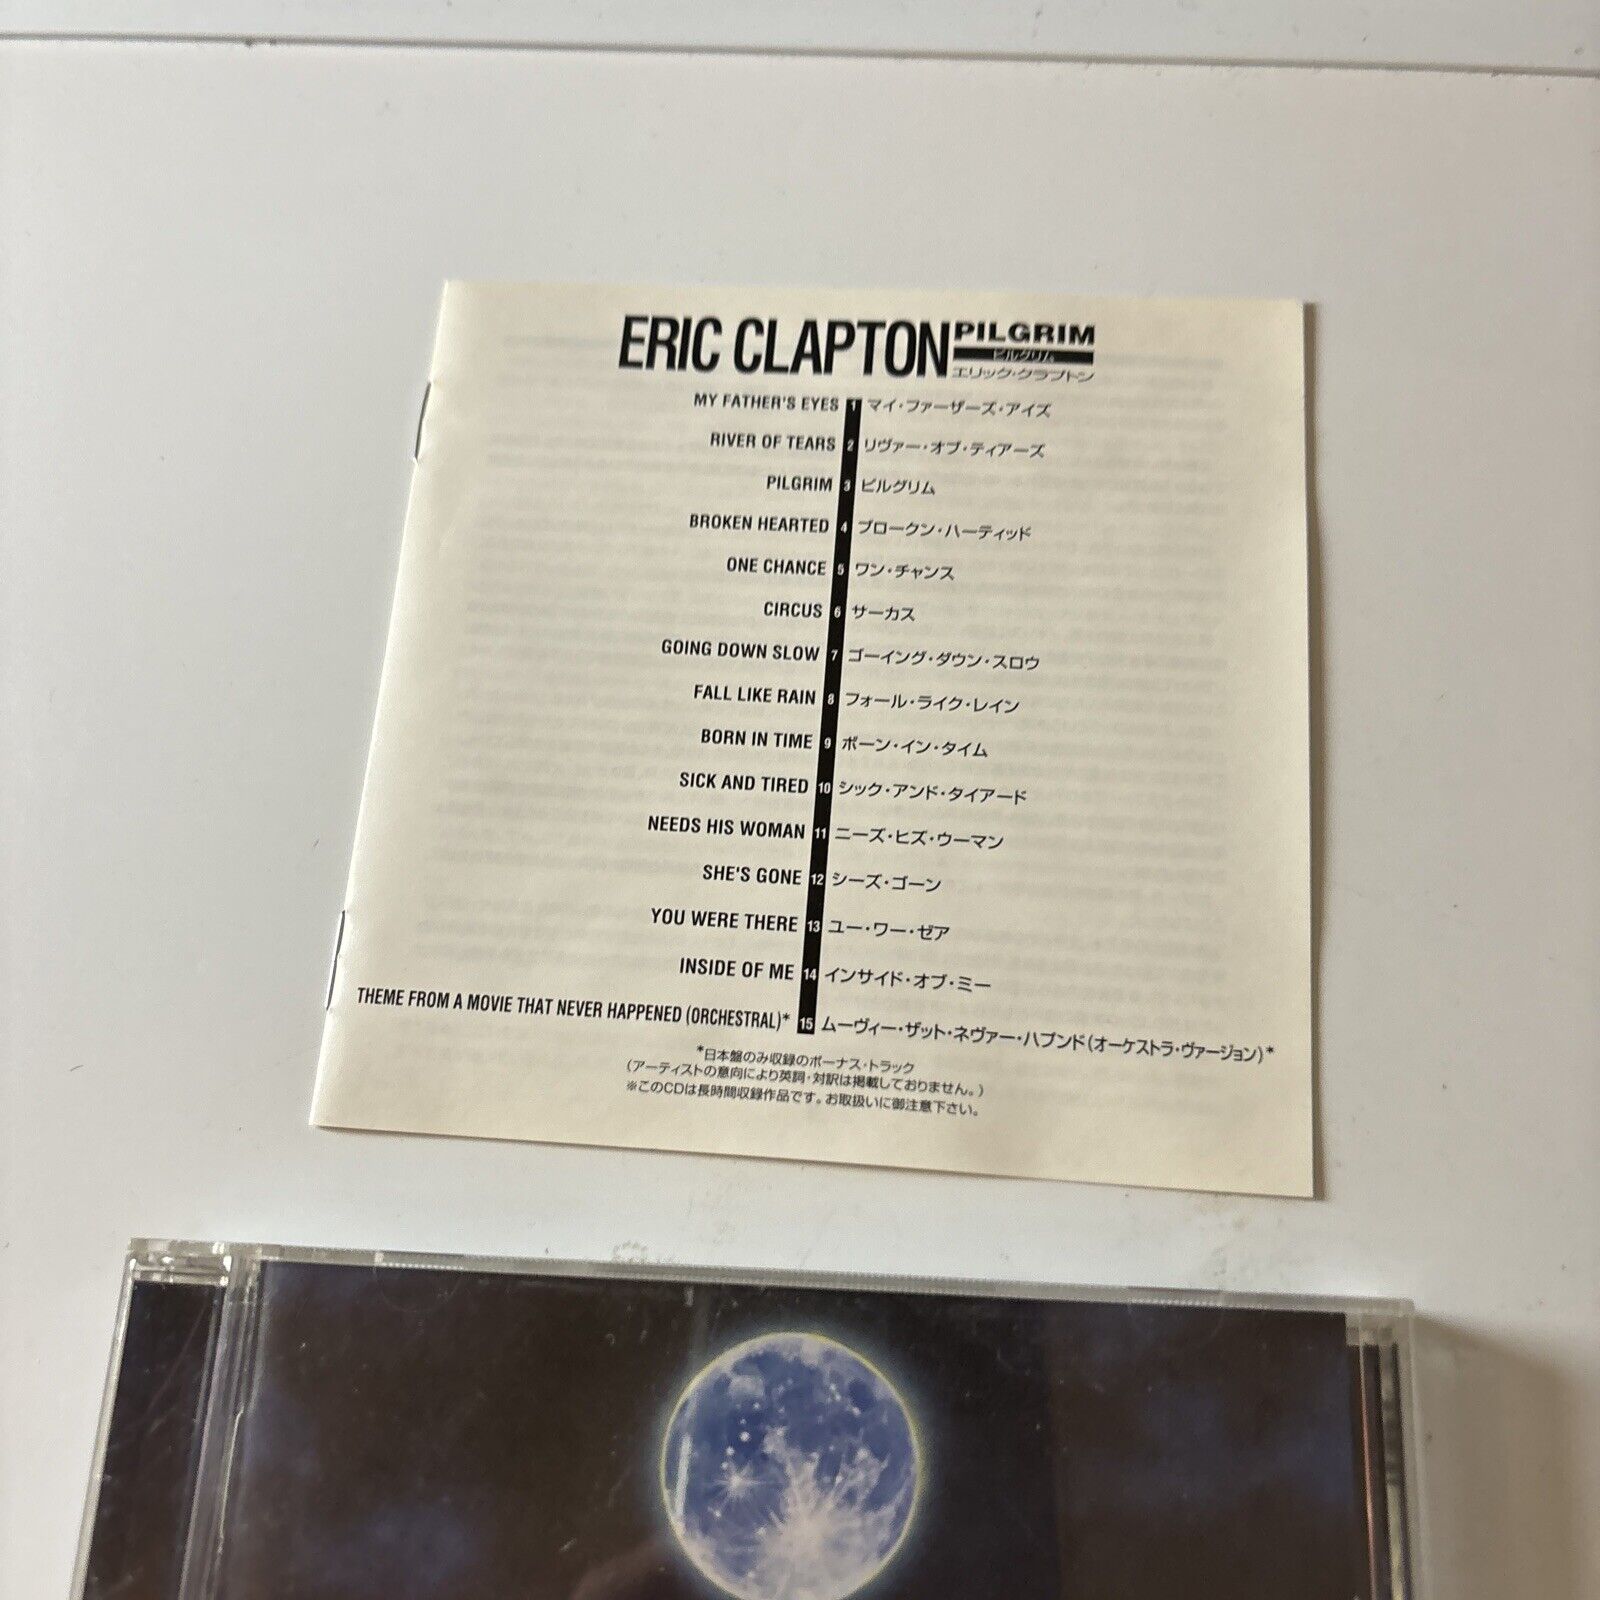 ERIC CLAPTON PILGRIM
ピルグリム
エリック・クラプトン
MY FATHER'S EYES 1 マイ・ファーザーズ・アイズ
RIVER OF TEARS 2 リヴァー・オブ・ティアーズ
PILGRIM 3 ピルグリム
BROKEN HEARTED 4 ブロークン・ハーティッド
ONE CHANCE 5 ワン・チャンス
CIRCUS 6 サーカス
GOING DOWN SLOW 7 ゴーイング・ダウン・スロウ
FALL LIKE RAIN 8 フォール・ライク・レイン
BORN IN TIME 9 ボーン・イン・タイム
SICK AND TIRED 10 シック・アンド・タイアード
NEEDS HIS WOMAN 11 ニーズ・ヒズ・ウーマン
SHE'S GONE 12 シーズ・ゴーン
YOU WERE THERE 13 ユー・ワー・ゼア
INSIDE OF ME 14 インサイド・オブ・ミー
THEME FROM A MOVIE THAT NEVER HAPPENED (ORCHESTRAL)* 15 ムーヴィー・ザット・ネヴァー・ハプンド(オーケストラ・ヴァージョン)*
*日本盤のみ収録のボーナス・トラック
(アーティストの意向により英詞・対訳は掲載しておりません。)
※このCDは長時間収録作品です。お取扱いに御注意下さい。